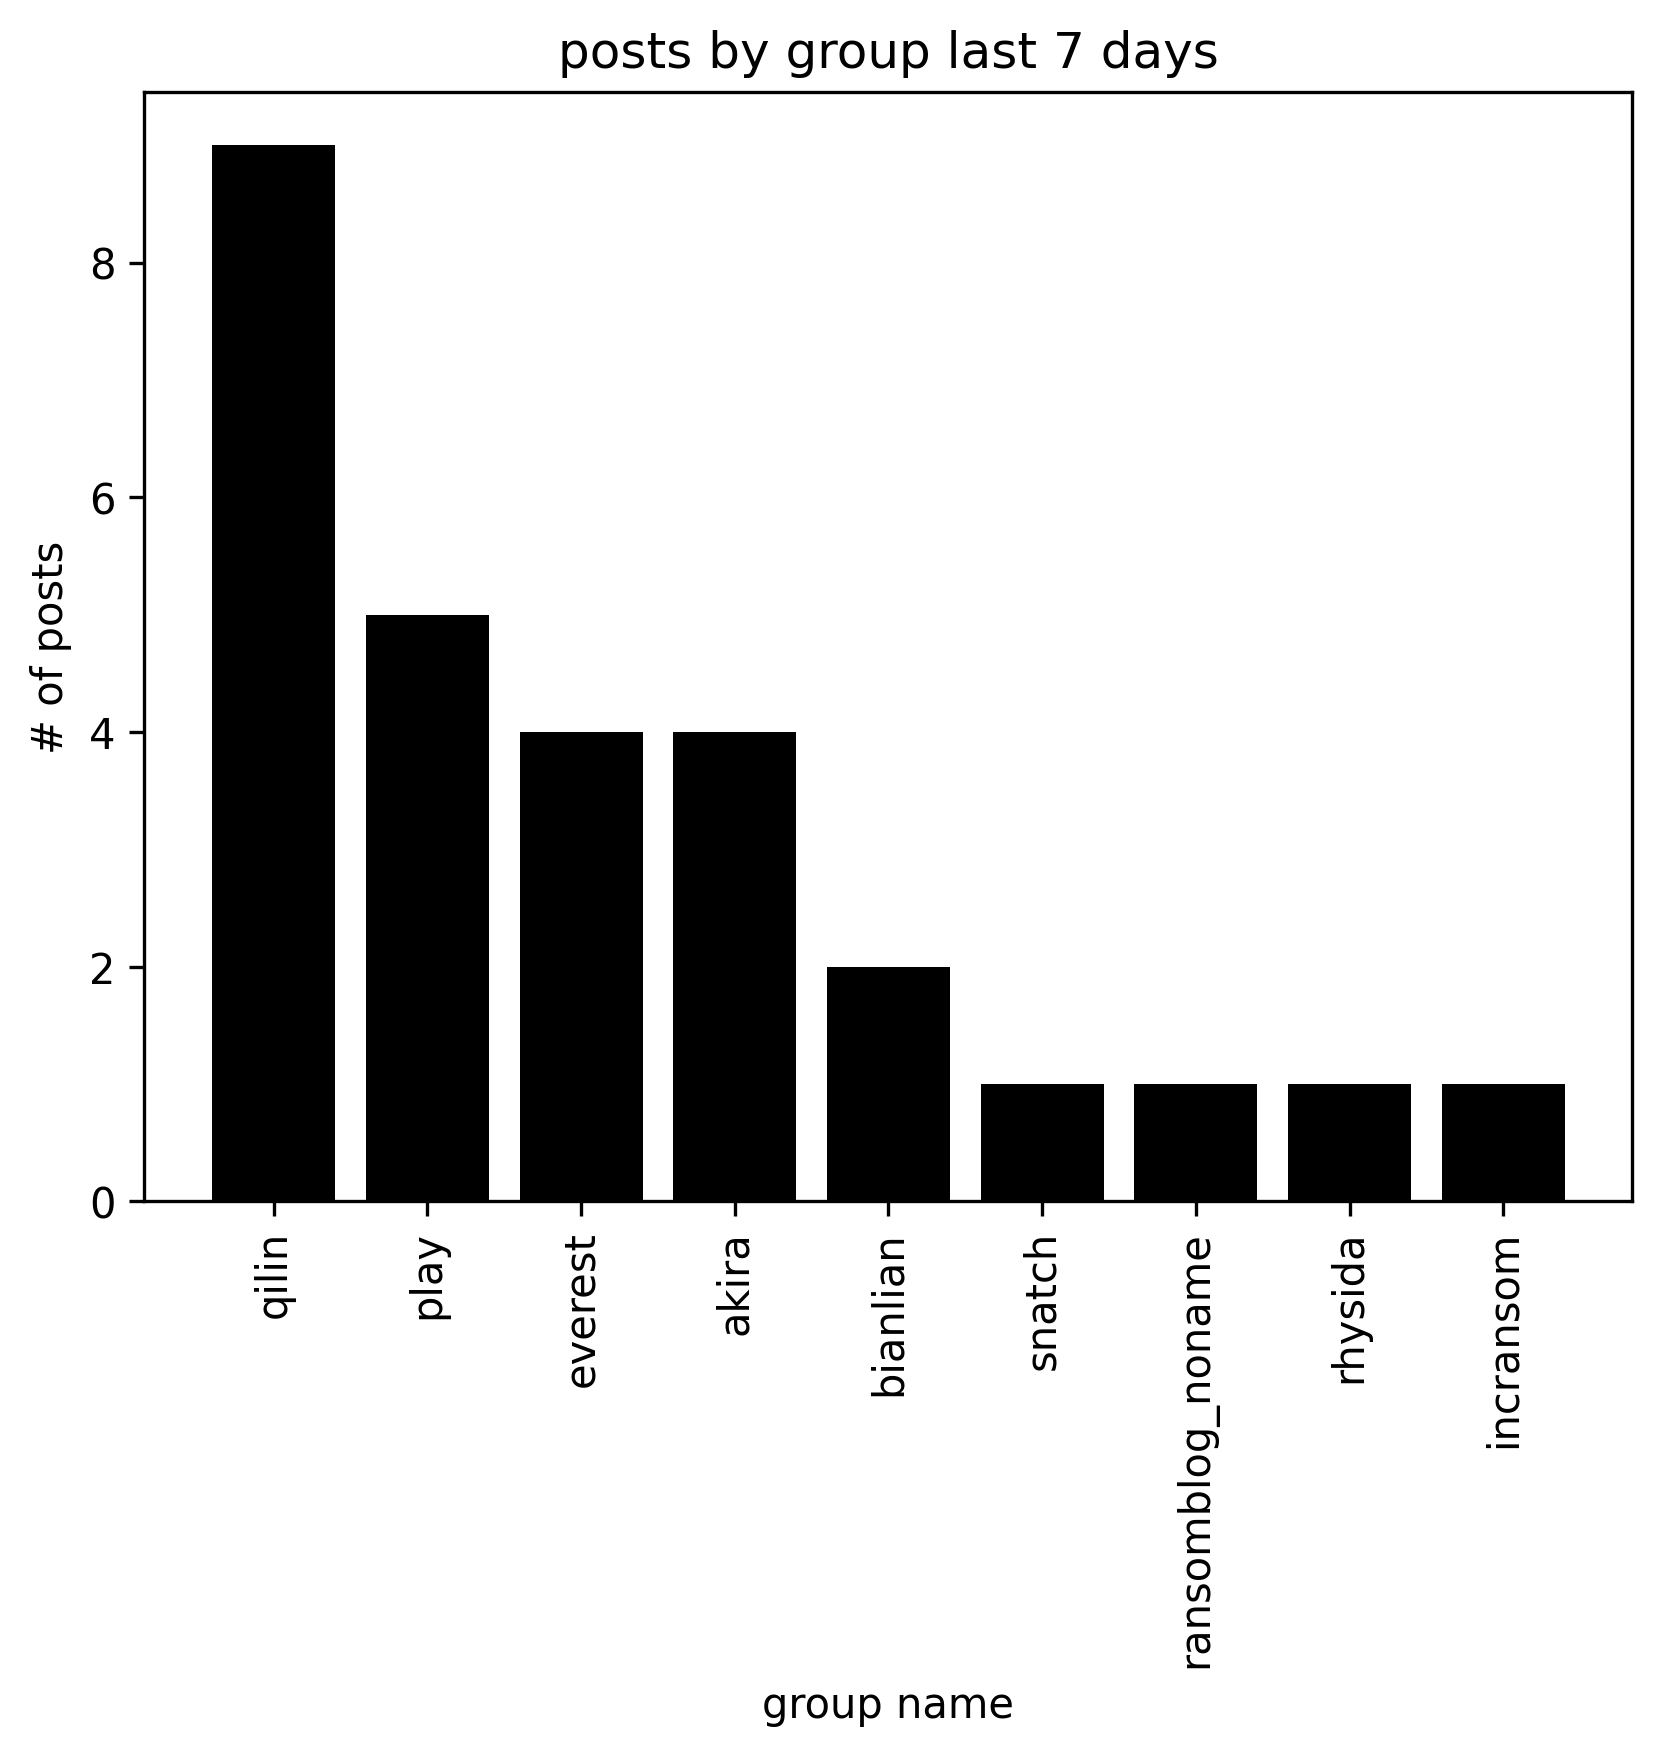 posts by group last 7 days
# of posts
8
6
4
2
0
qilin
play
everest
akira
bianlian
snatch
ransomblog_noname
rhysida
incransom
group name